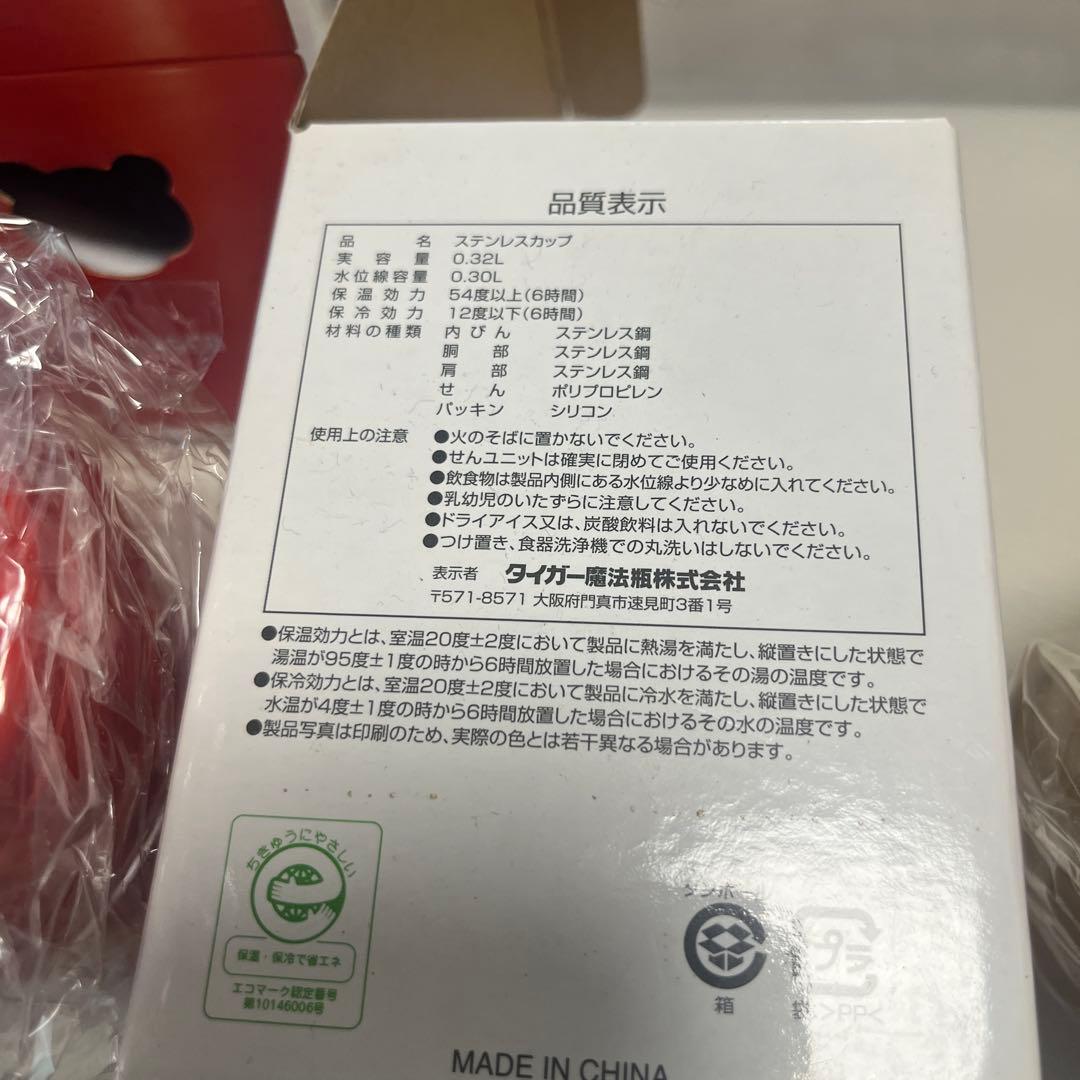 品質表示
品名 ステンレスカップ
実容量 0.32L
水位線容量 0.30L
保温効力 54度以上(6時間)
保冷効力 12度以下(6時間)
材料の種類 内びん ステンレス鋼
胴部 ステンレス鋼
肩部 ステンレス鋼
せん ポリプロピレン
パッキン シリコン
使用上の注意 ●火のそばに置かないでください。
●せんユニットは確実に閉めてご使用ください。
●飲食物は製品内側にある水位線より少なめに入れてください。
●乳幼児のいたずらに注意してください。
●ドライアイス又は、炭酸飲料は入れないでください。
●つけ置き、食器洗浄機での丸洗いはしないでください。
表示者 タイガー魔法瓶株式会社
〒571-8571 大阪府門真市速見町3番1号
●保温効力とは、室温20度±2度において製品に熱湯を満たし、縦置きにした状態で
湯温が95度±1度の時から6時間放置した場合におけるその湯の温度です。
●保冷効力とは、室温20度±2度において製品に冷水を満たし、縦置きにした状態で
水温が4度±1度の時から6時間放置した場合におけるその水の温度です。
●製品写真は印刷のため、実際の色とは若干異なる場合があります。
ちきゅうにやさしい
保温・保冷で省エネ
エコマーク認定番号
第10146006号
ダンボール
箱
プラ
袋 >PP<
MADE IN CHINA